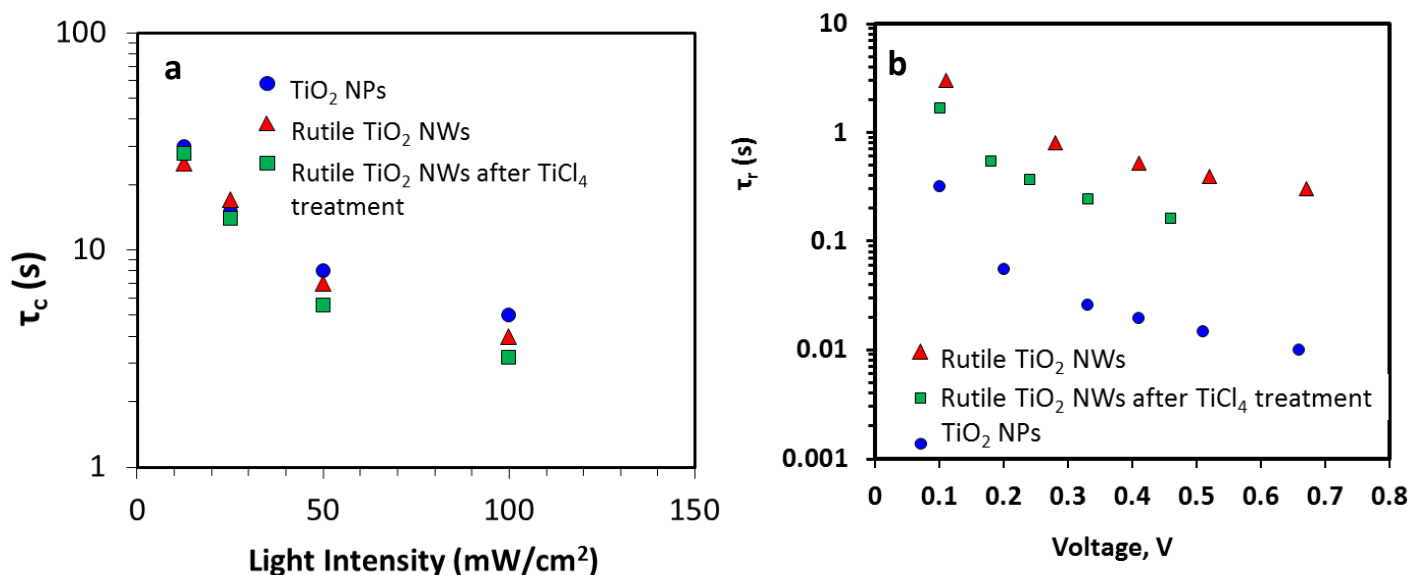 a
100
10
1
τc (s)
TiO2 NPs
Rutile TiO2 NWs
Rutile TiO2 NWs after TiCl4
treatment
0
50
100
150
Light Intensity (mW/cm2)
b
10
1
0.1
0.01
0.001
τr (s)
Rutile TiO2 NWs
Rutile TiO2 NWs after TiCl4 treatment
TiO2 NPs
0
0.1
0.2
0.3
0.4
0.5
0.6
0.7
0.8
Voltage, V